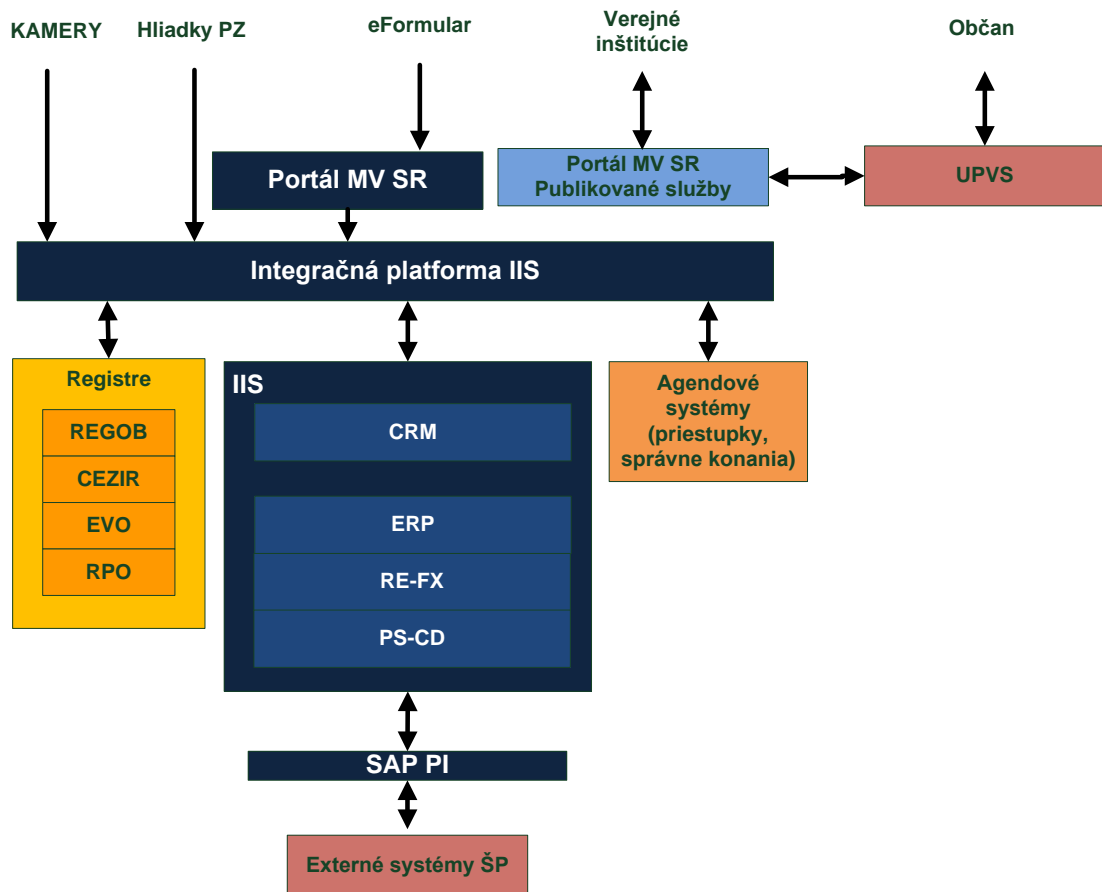 KAMERY
Hliadky PZ
eFormular
Verejné
inštitúcie
Občan
Portál MV SR
Portál MV SR
Publikované služby
UPVS
Integračná platforma IIS
Registre
REGOB
CEZIR
EVO
RPO
IIS
CRM
ERP
RE-FX
PS-CD
Agendové
systémy
(priestupky,
správne konania)
SAP PI
Externé systémy ŠP